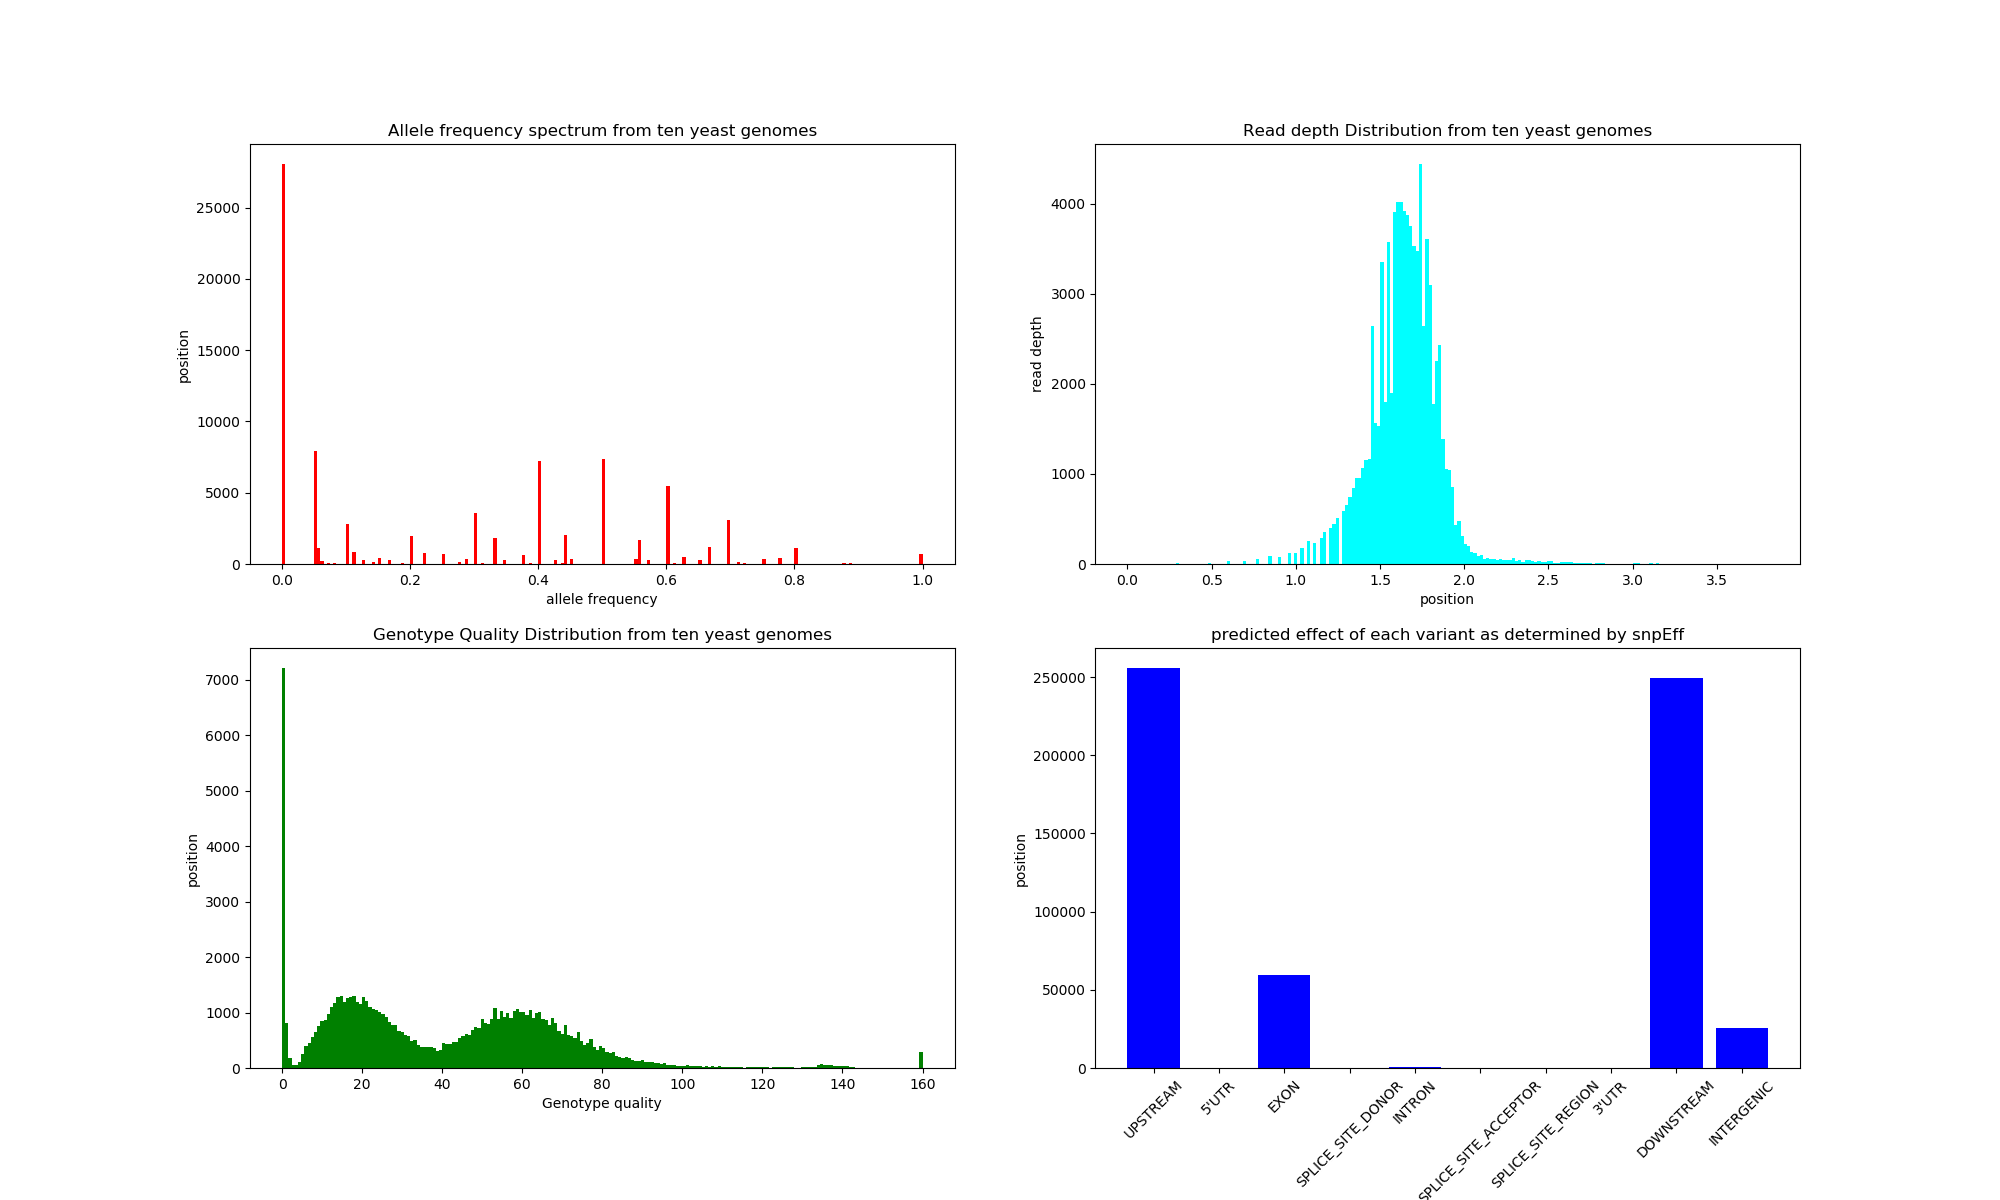 Allele frequency spectrum from ten yeast genomes
25000
20000
15000
10000
5000
0
position
0.0 0.2 0.4 0.6 0.8 1.0
allele frequency
Read depth Distribution from ten yeast genomes
4000
3000
2000
1000
0
read depth
0.0 0.5 1.0 1.5 2.0 2.5 3.0 3.5
position
Genotype Quality Distribution from ten yeast genomes
7000
6000
5000
4000
3000
2000
1000
0
position
0 20 40 60 80 100 120 140 160
Genotype quality
predicted effect of each variant as determined by snpEff
250000
200000
150000
100000
50000
0
position
UPSTREAM
5'UTR
EXON
SPLICE_SITE_DONOR
INTRON
SPLICE_SITE_ACCEPTOR
SPLICE_SITE_REGION
3'UTR
DOWNSTREAM
INTERGENIC